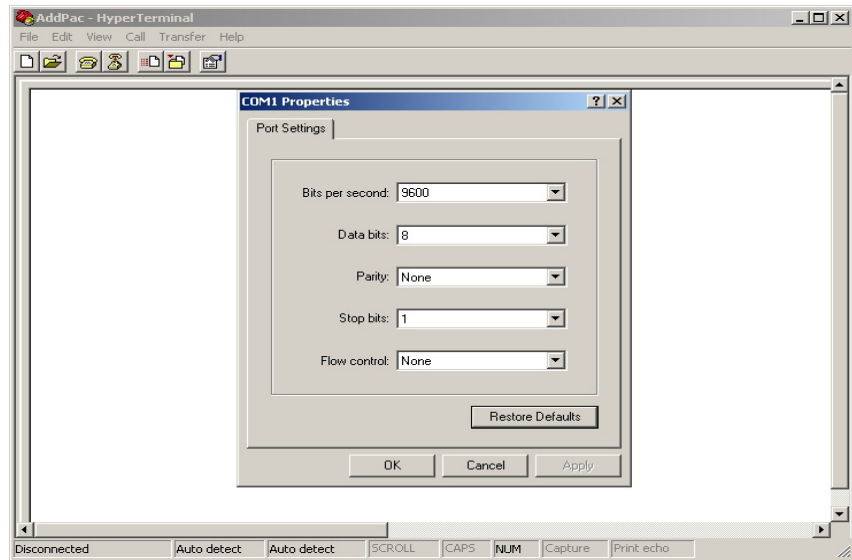 AddPac - HyperTerminal
File Edit View Call Transfer Help
COM1 Properties
Port Settings
Bits per second: 9600
Data bits: 8
Parity: None
Stop bits: 1
Flow control: None
Restore Defaults
OK Cancel Apply
Disconnected Auto detect Auto detect SCROLL CAPS NUM Capture Print echo